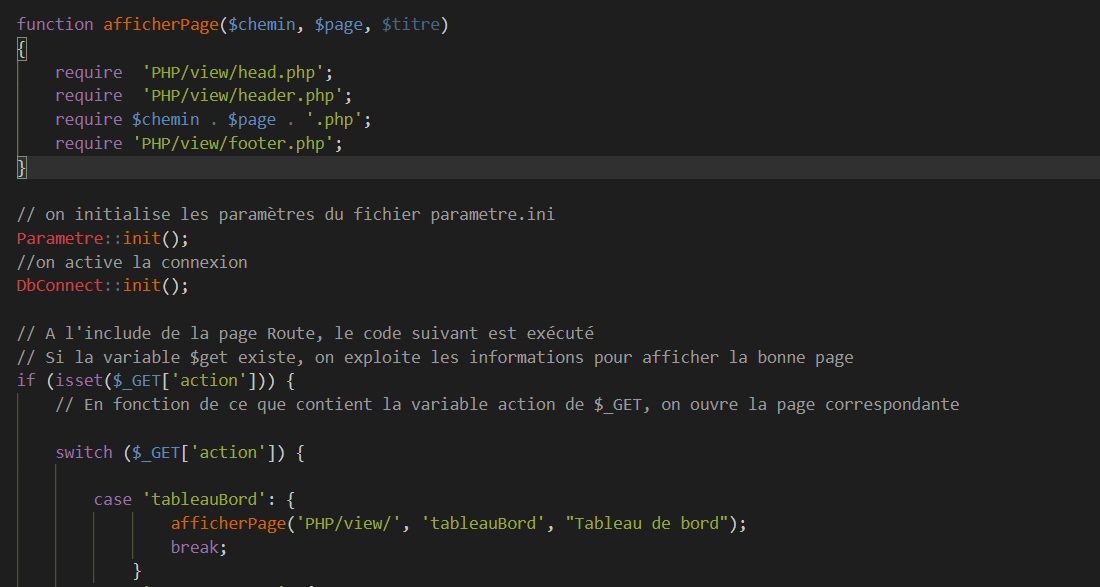 function afficherPage($chemin, $page, $titre)
{
    require  'PHP/view/head.php';
    require  'PHP/view/header.php';
    require $chemin . $page . '.php';
    require 'PHP/view/footer.php';
}

// on initialise les paramètres du fichier parametre.ini
Parametre::init();
//on active la connexion
DbConnect::init();

// A l'include de la page Route, le code suivant est exécuté
// Si la variable $get existe, on exploite les informations pour afficher la bonne page
if (isset($_GET['action'])) {
    // En fonction de ce que contient la variable action de $_GET, on ouvre la page correspondante

    switch ($_GET['action']) {

        case 'tableauBord': {
                afficherPage('PHP/view/', 'tableauBord', "Tableau de bord");
                break;
            }